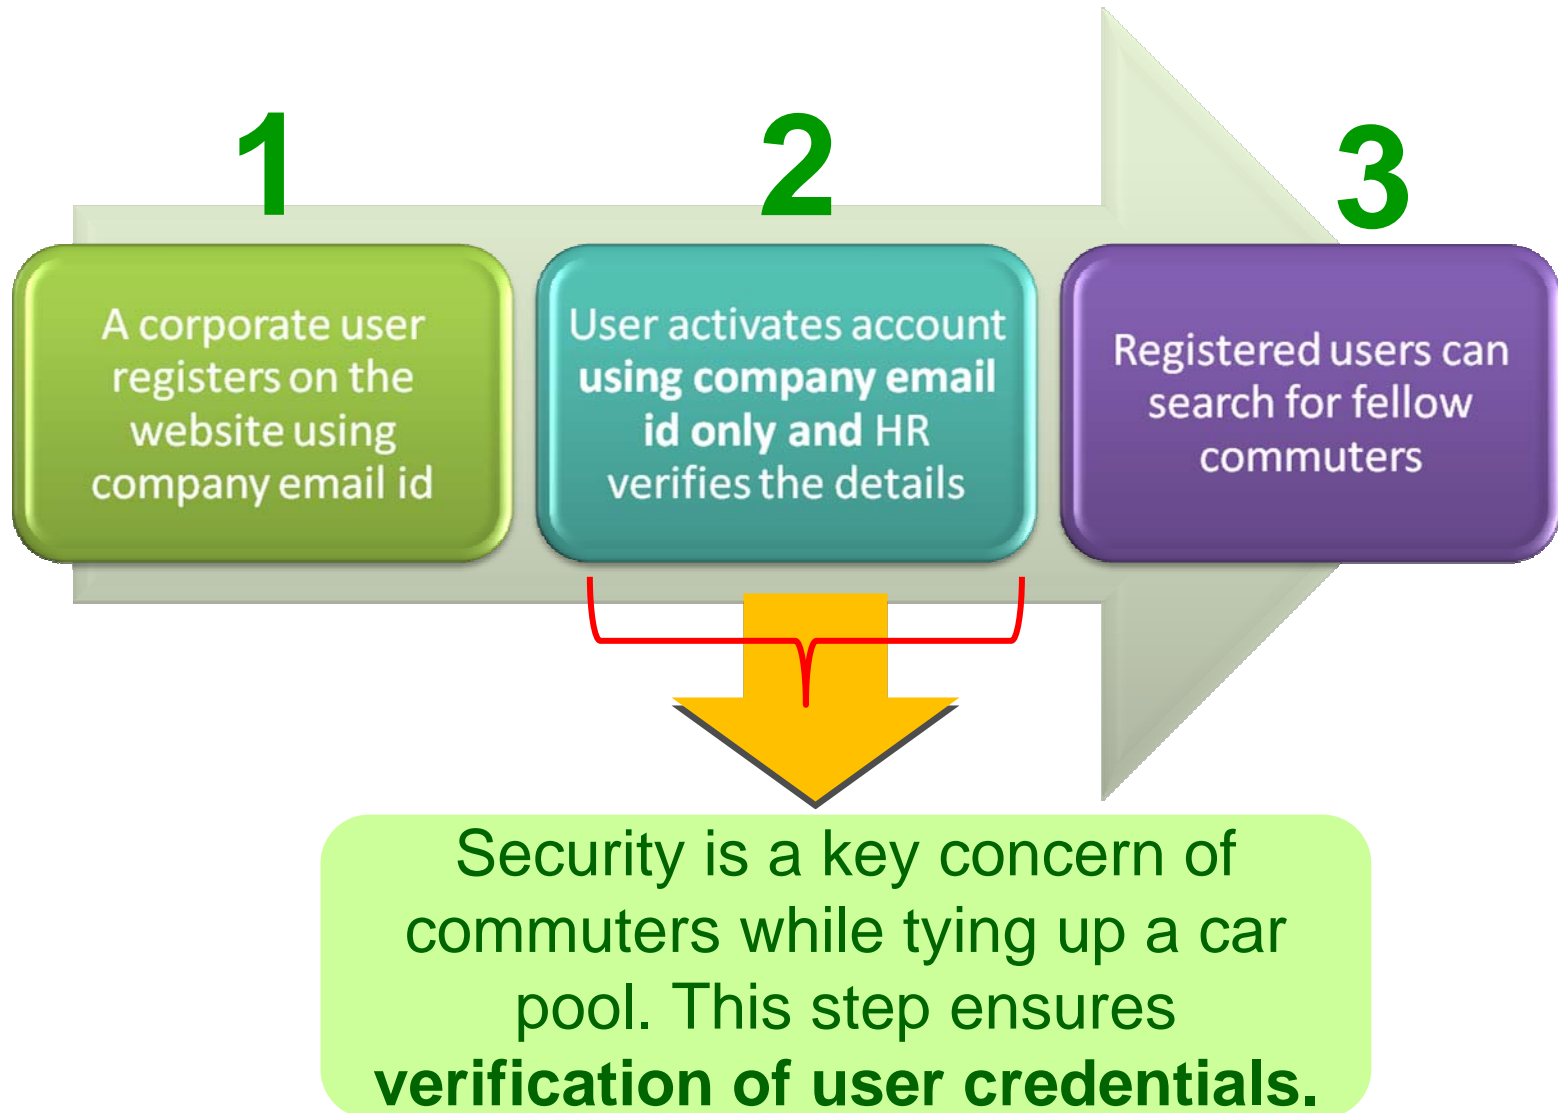 1
A corporate user
registers on the
website using
company email id
2
User activates account
using company email
id only and HR
verifies the details
3
Registered users can
search for fellow
commuters
Security is a key concern of
commuters while tying up a car
pool. This step ensures
verification of user credentials.